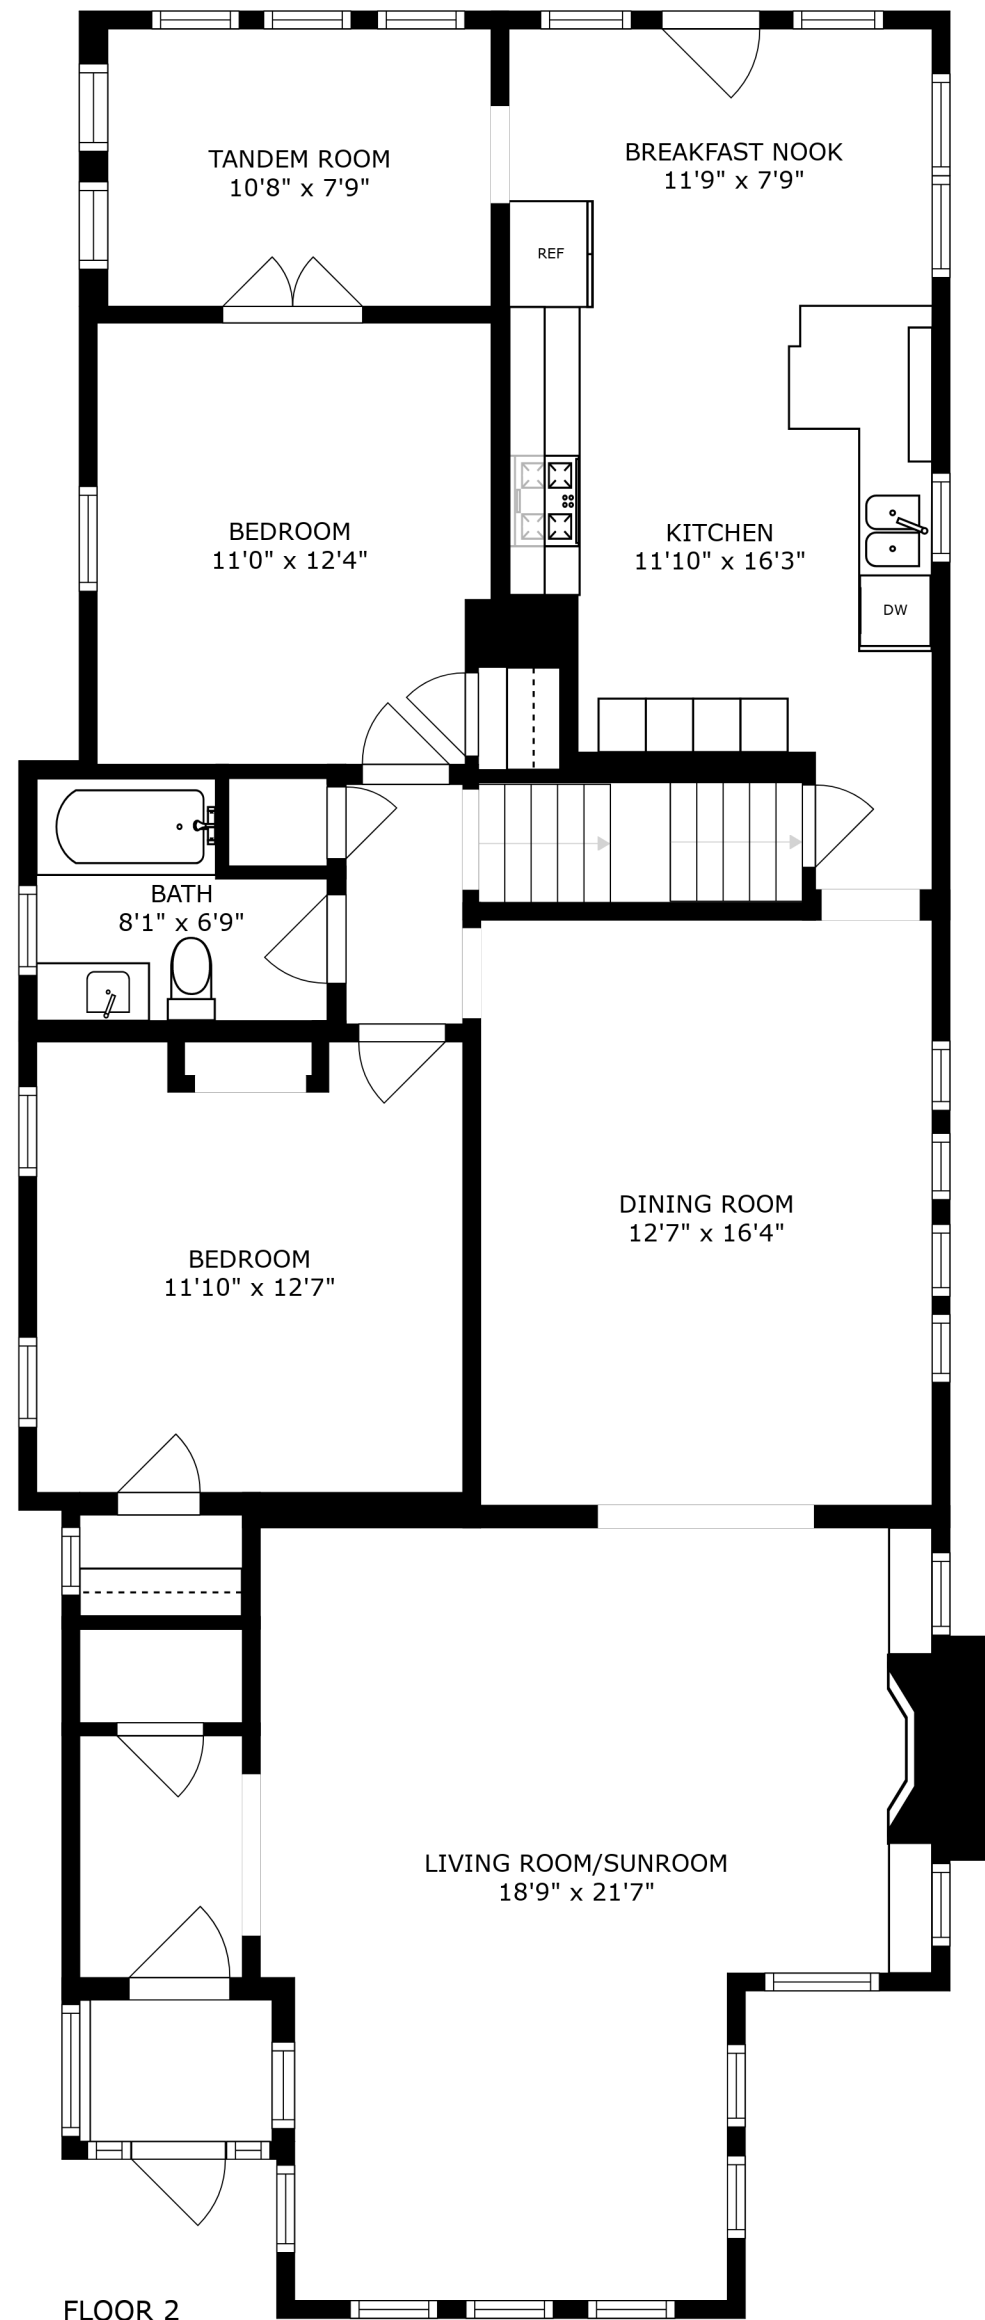 TANDEM ROOM
10'8" x 7'9"
BREAKFAST NOOK
11'9" x 7'9"
REF
BEDROOM
11'0" x 12'4"
KITCHEN
11'10" x 16'3"
DW
BATH
8'1" x 6'9"
DINING ROOM
12'7" x 16'4"
BEDROOM
11'10" x 12'7"
LIVING ROOM/SUNROOM
18'9" x 21'7"
FLOOR 2